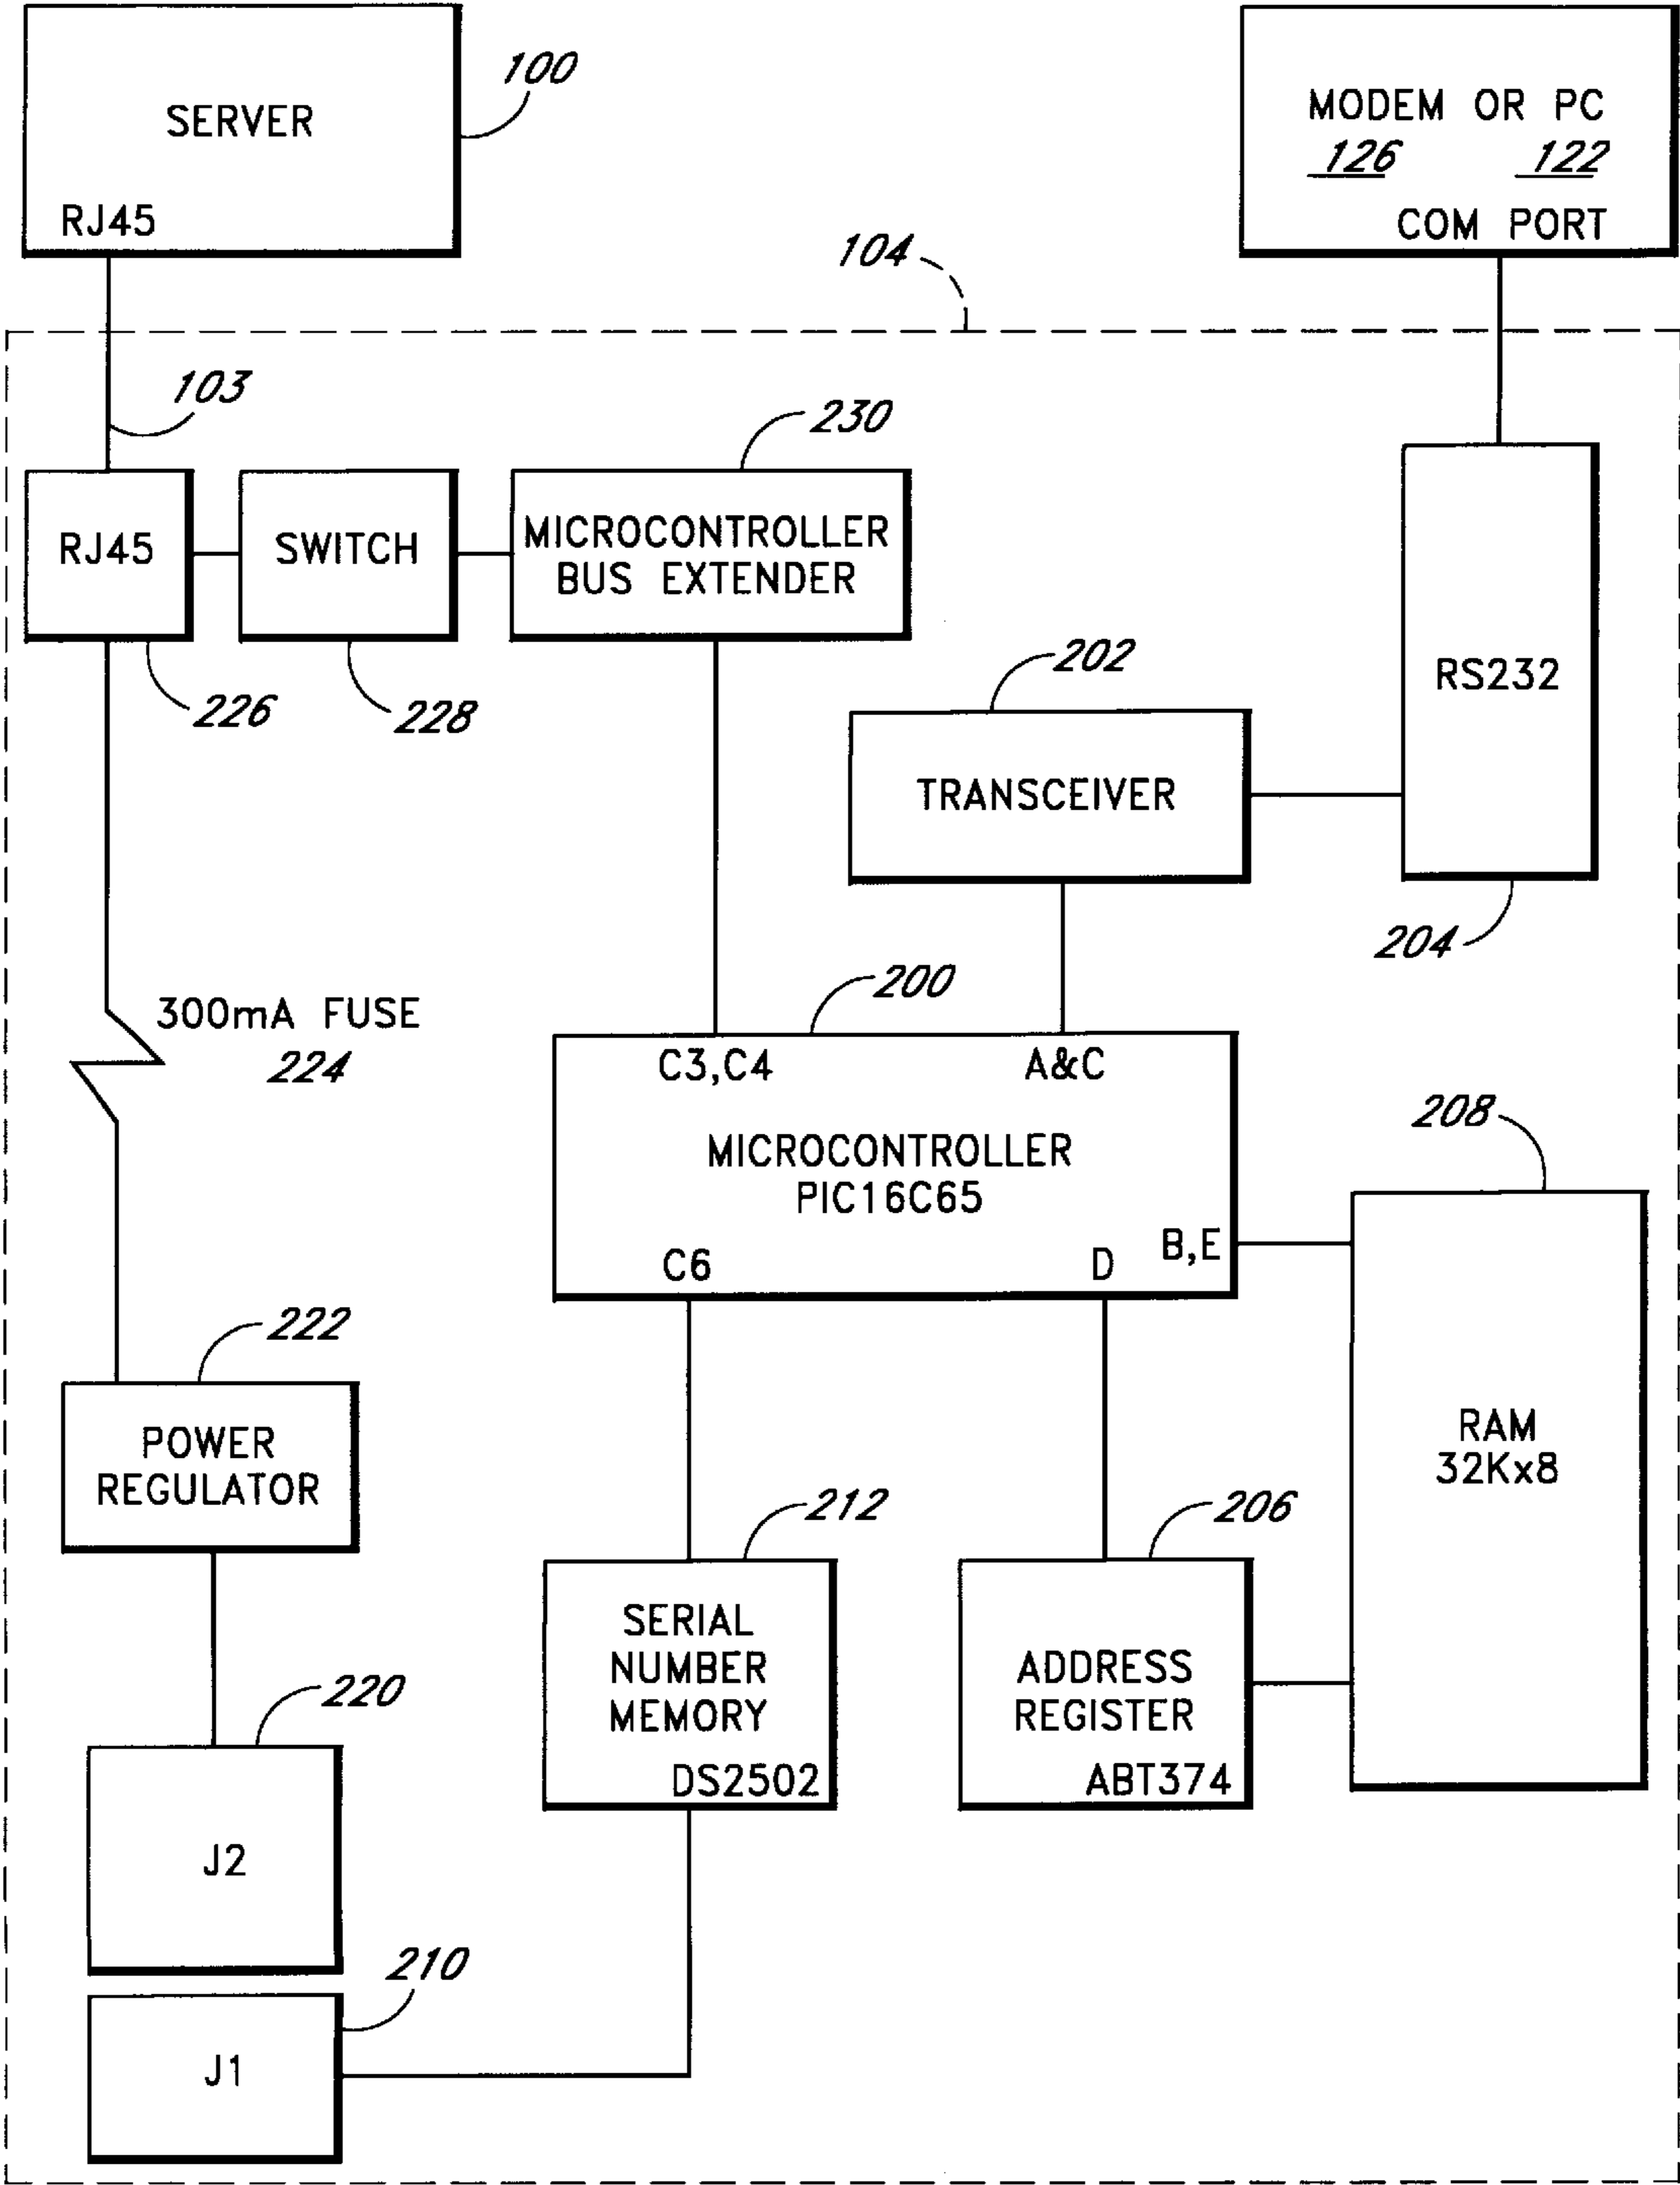 SERVER
RJ45
100
MODEM OR PC
126 122
COM PORT
104
103
230
RJ45
SWITCH
MICROCONTROLLER
BUS EXTENDER
226
228
202
TRANSCEIVER
RS232
204
300mA FUSE
224
200
C3,C4
A&C
MICROCONTROLLER
PIC16C65
C6
D
B,E
208
RAM
32Kx8
222
POWER
REGULATOR
212
SERIAL
NUMBER
MEMORY
DS2502
206
ADDRESS
REGISTER
ABT374
220
J2
210
J1